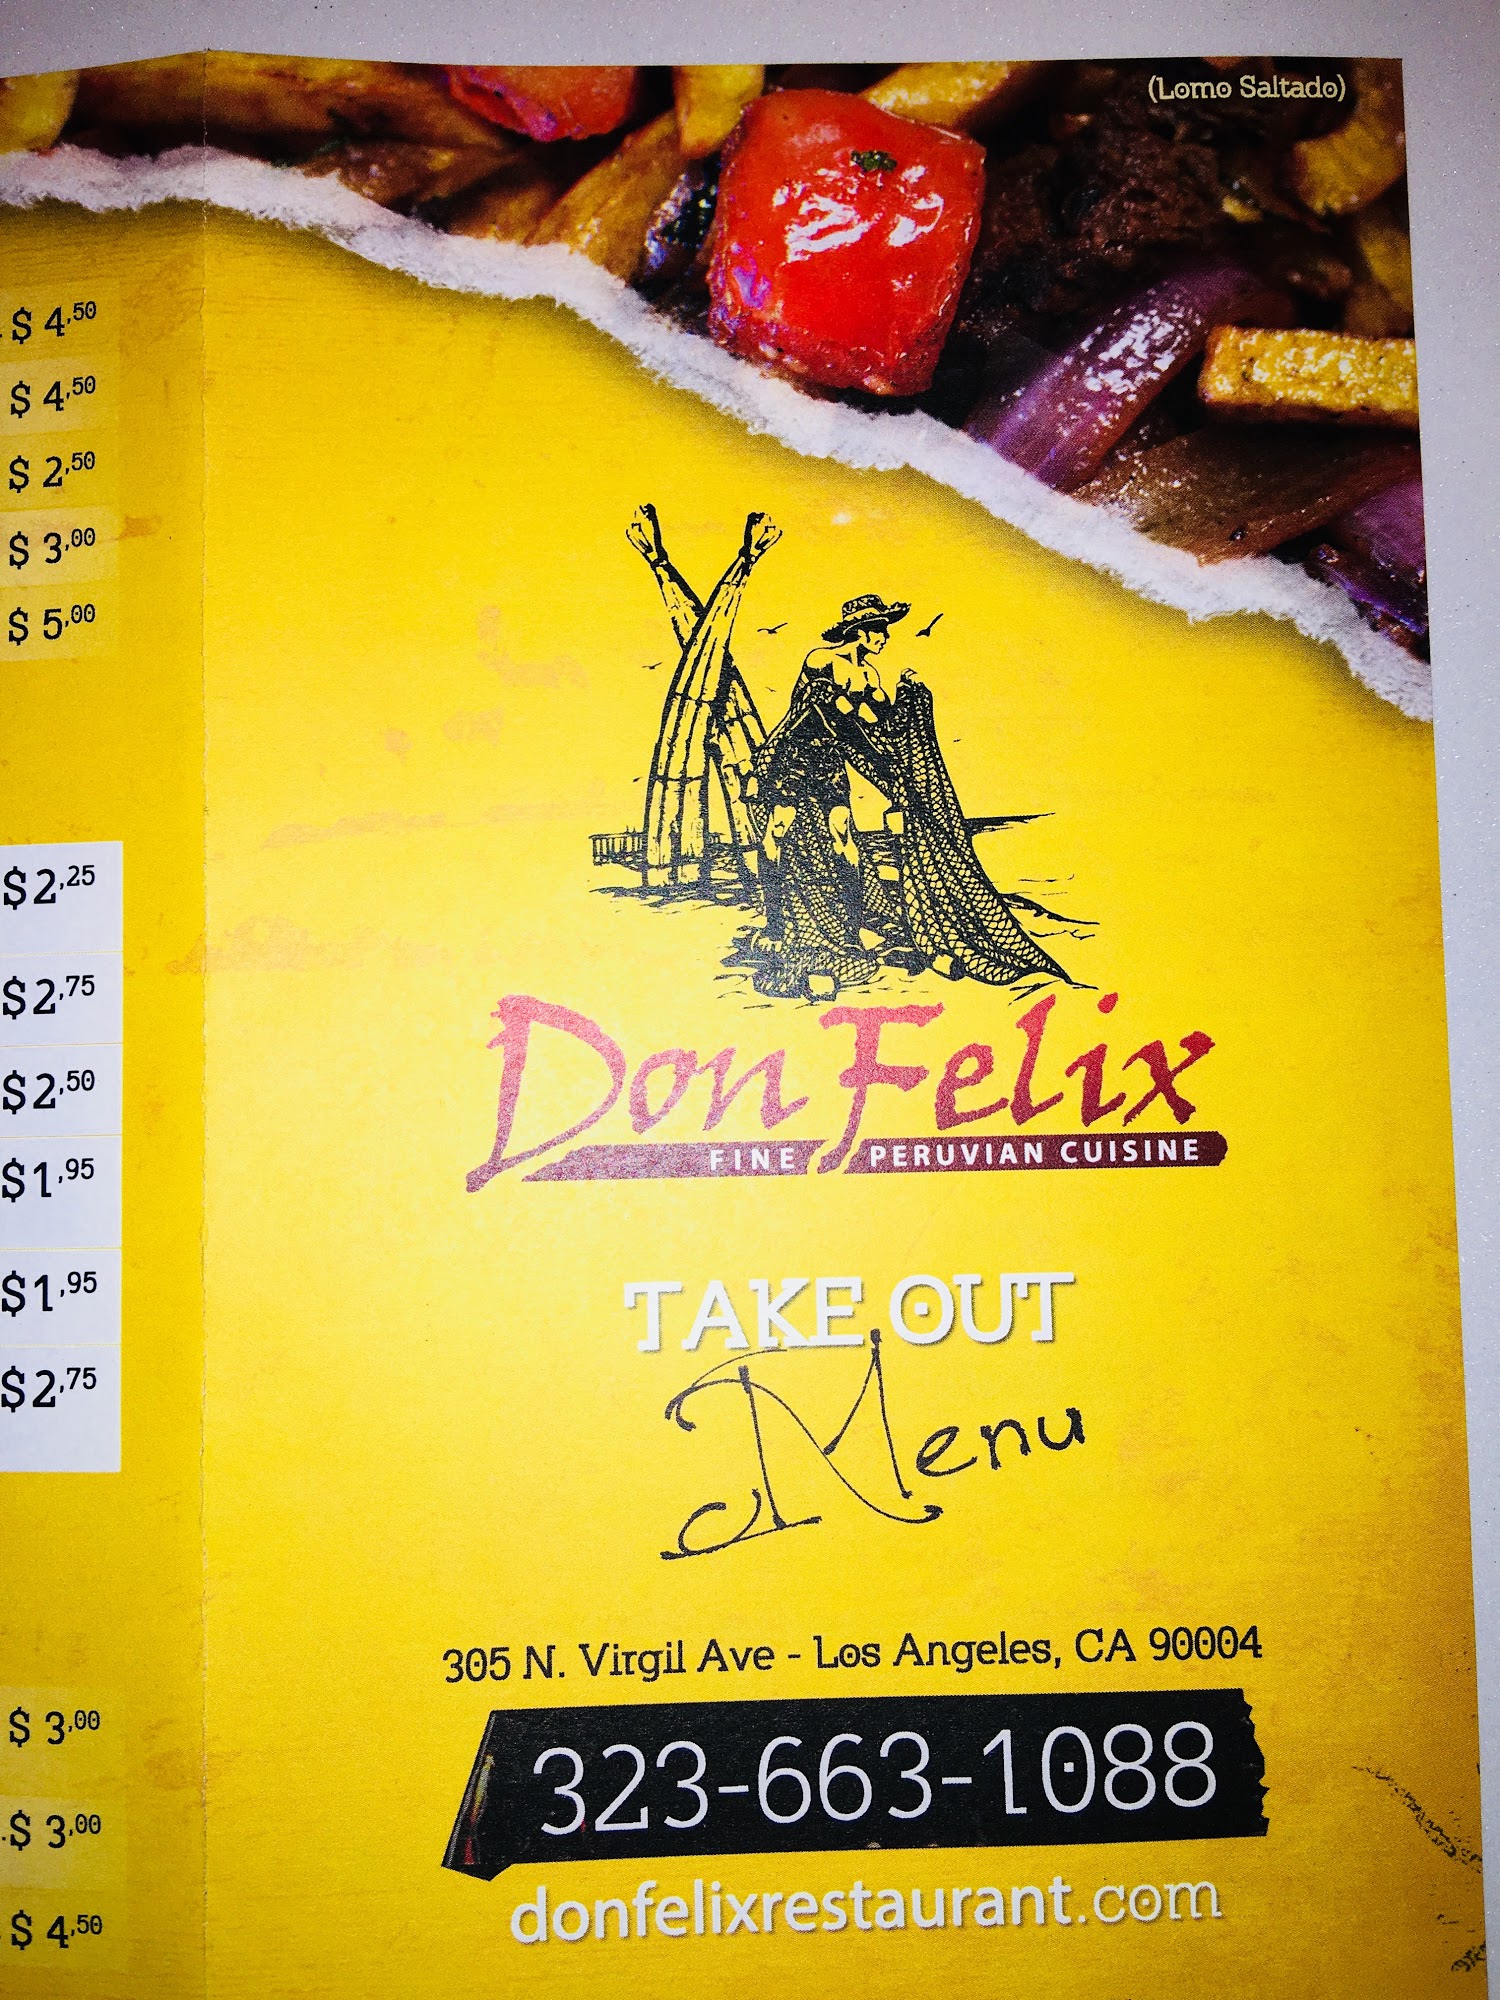 (Lomo Saltado)
$ 4,50
$ 4,50
$ 2,50
$ 3,00
$ 5,00
$2,25
$2,75
$2,50
$1,95
$1,95
$2,75
$ 3,00
$ 3,00
$ 4,50
Don Felix
FINE PERUVIAN CUISINE
TAKE OUT
Menu
305 N. Virgil Ave - Los Angeles, CA 90004
323-663-1088
donfelixrestaurant.com